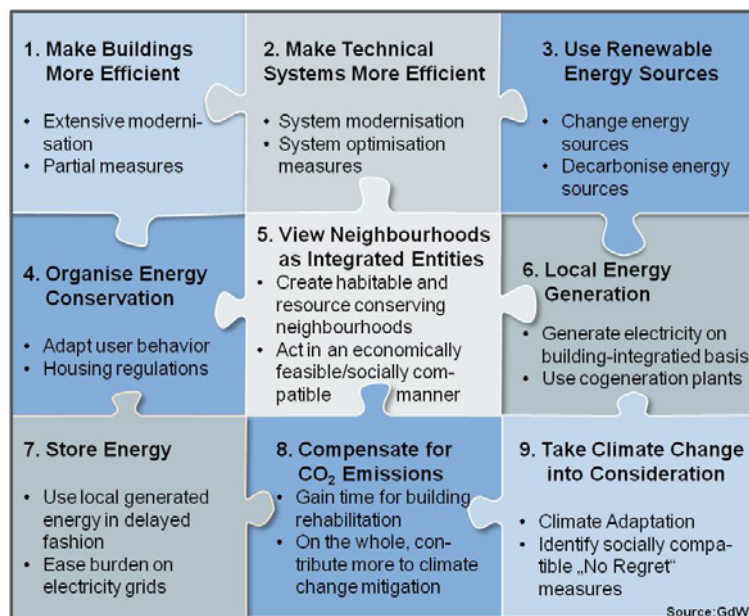 1. Make Buildings
More Efficient
• Extensive moderni-
sation
• Partial measures
2. Make Technical
Systems More Efficient
• System modernisation
• System optimisation
measures
3. Use Renewable
Energy Sources
• Change energy
sources
• Decarbonise energy
sources
4. Organise Energy
Conservation
• Adapt user behavior
• Housing regulations
5. View Neighbourhoods
as Integrated Entities
• Create habitable and
resource conserving
neighbourhoods
• Act in an economically
feasible/socially com-
patible manner
6. Local Energy
Generation
• Generate electricity on
building-integratied basis
• Use cogeneration plants
7. Store Energy
• Use local generated
energy in delayed
fashion
• Ease burden on
electricity grids
8. Compensate for
CO₂ Emissions
• Gain time for building
rehabilitation
• On the whole, con-
tribute more to climate
change mitigation
9. Take Climate Change
into Consideration
• Climate Adaptation
• Identify socially compa-
tible „No Regret“
measures
Source:GdW